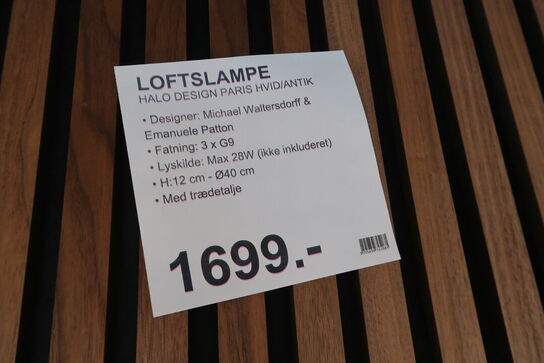 LOFTSLAMPE
HALO DESIGN PARIS HVID/ANTIK
• Designer: Michael Waltersdorff &
Emanuele Patton
• Fatning: 3 x G9
• Lyskilde: Max 28W (ikke inkluderet)
• H:12 cm - Ø40 cm
• Med trædetalje
1699.-